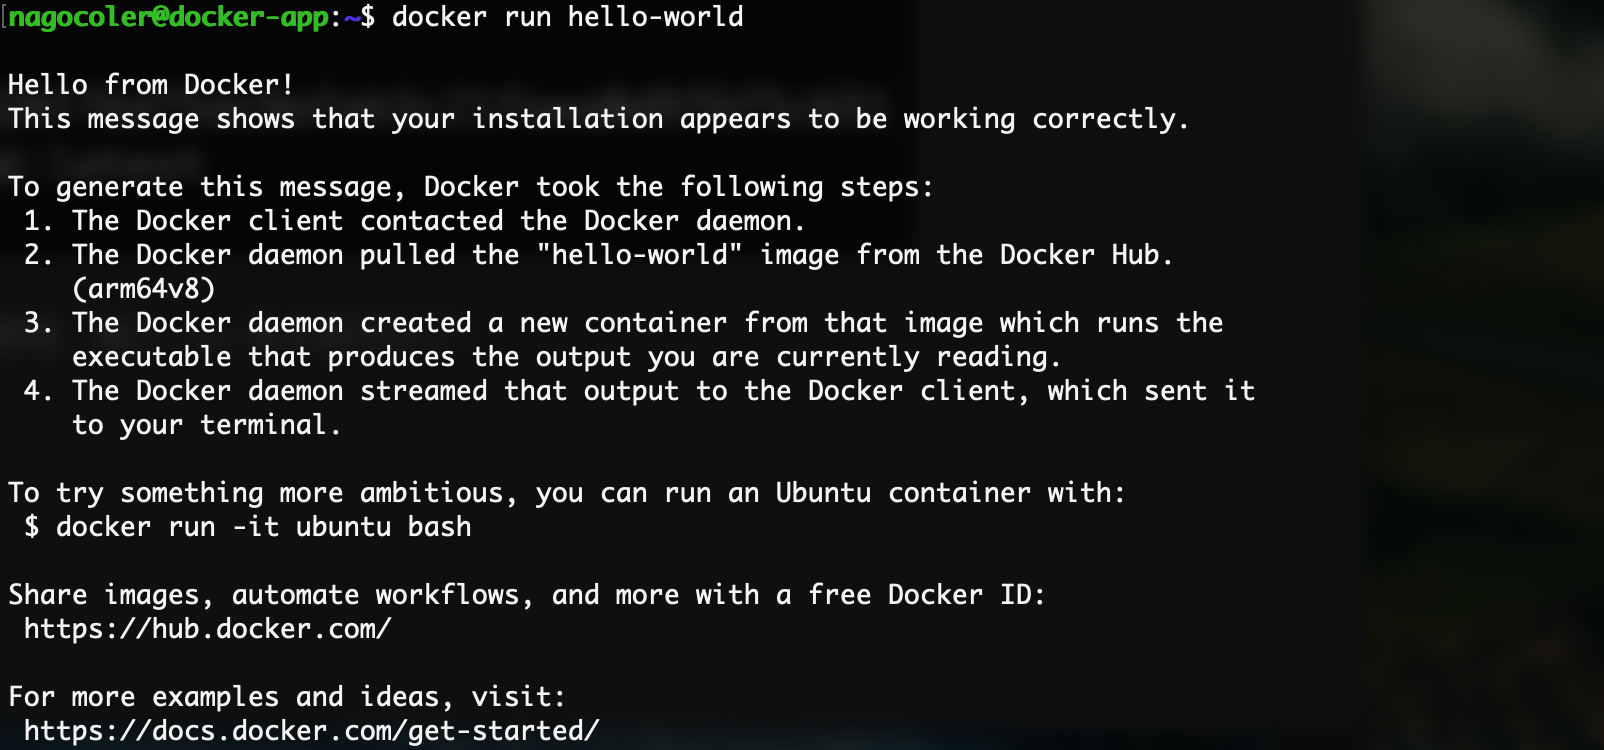 [nagocoler@docker-app:~$ docker run hello-world
Hello from Docker!
This message shows that your installation appears to be working correctly.
To generate this message, Docker took the following steps:
1. The Docker client contacted the Docker daemon.
2. The Docker daemon pulled the "hello-world" image from the Docker Hub.
(arm64v8)
3. The Docker daemon created a new container from that image which runs the
executable that produces the output you are currently reading.
4. The Docker daemon streamed that output to the Docker client, which sent it
to your terminal.
To try something more ambitious, you can run an Ubuntu container with:
$ docker run -it ubuntu bash
Share images, automate workflows, and more with a free Docker ID:
https://hub.docker.com/
For more examples and ideas, visit:
https://docs.docker.com/get-started/